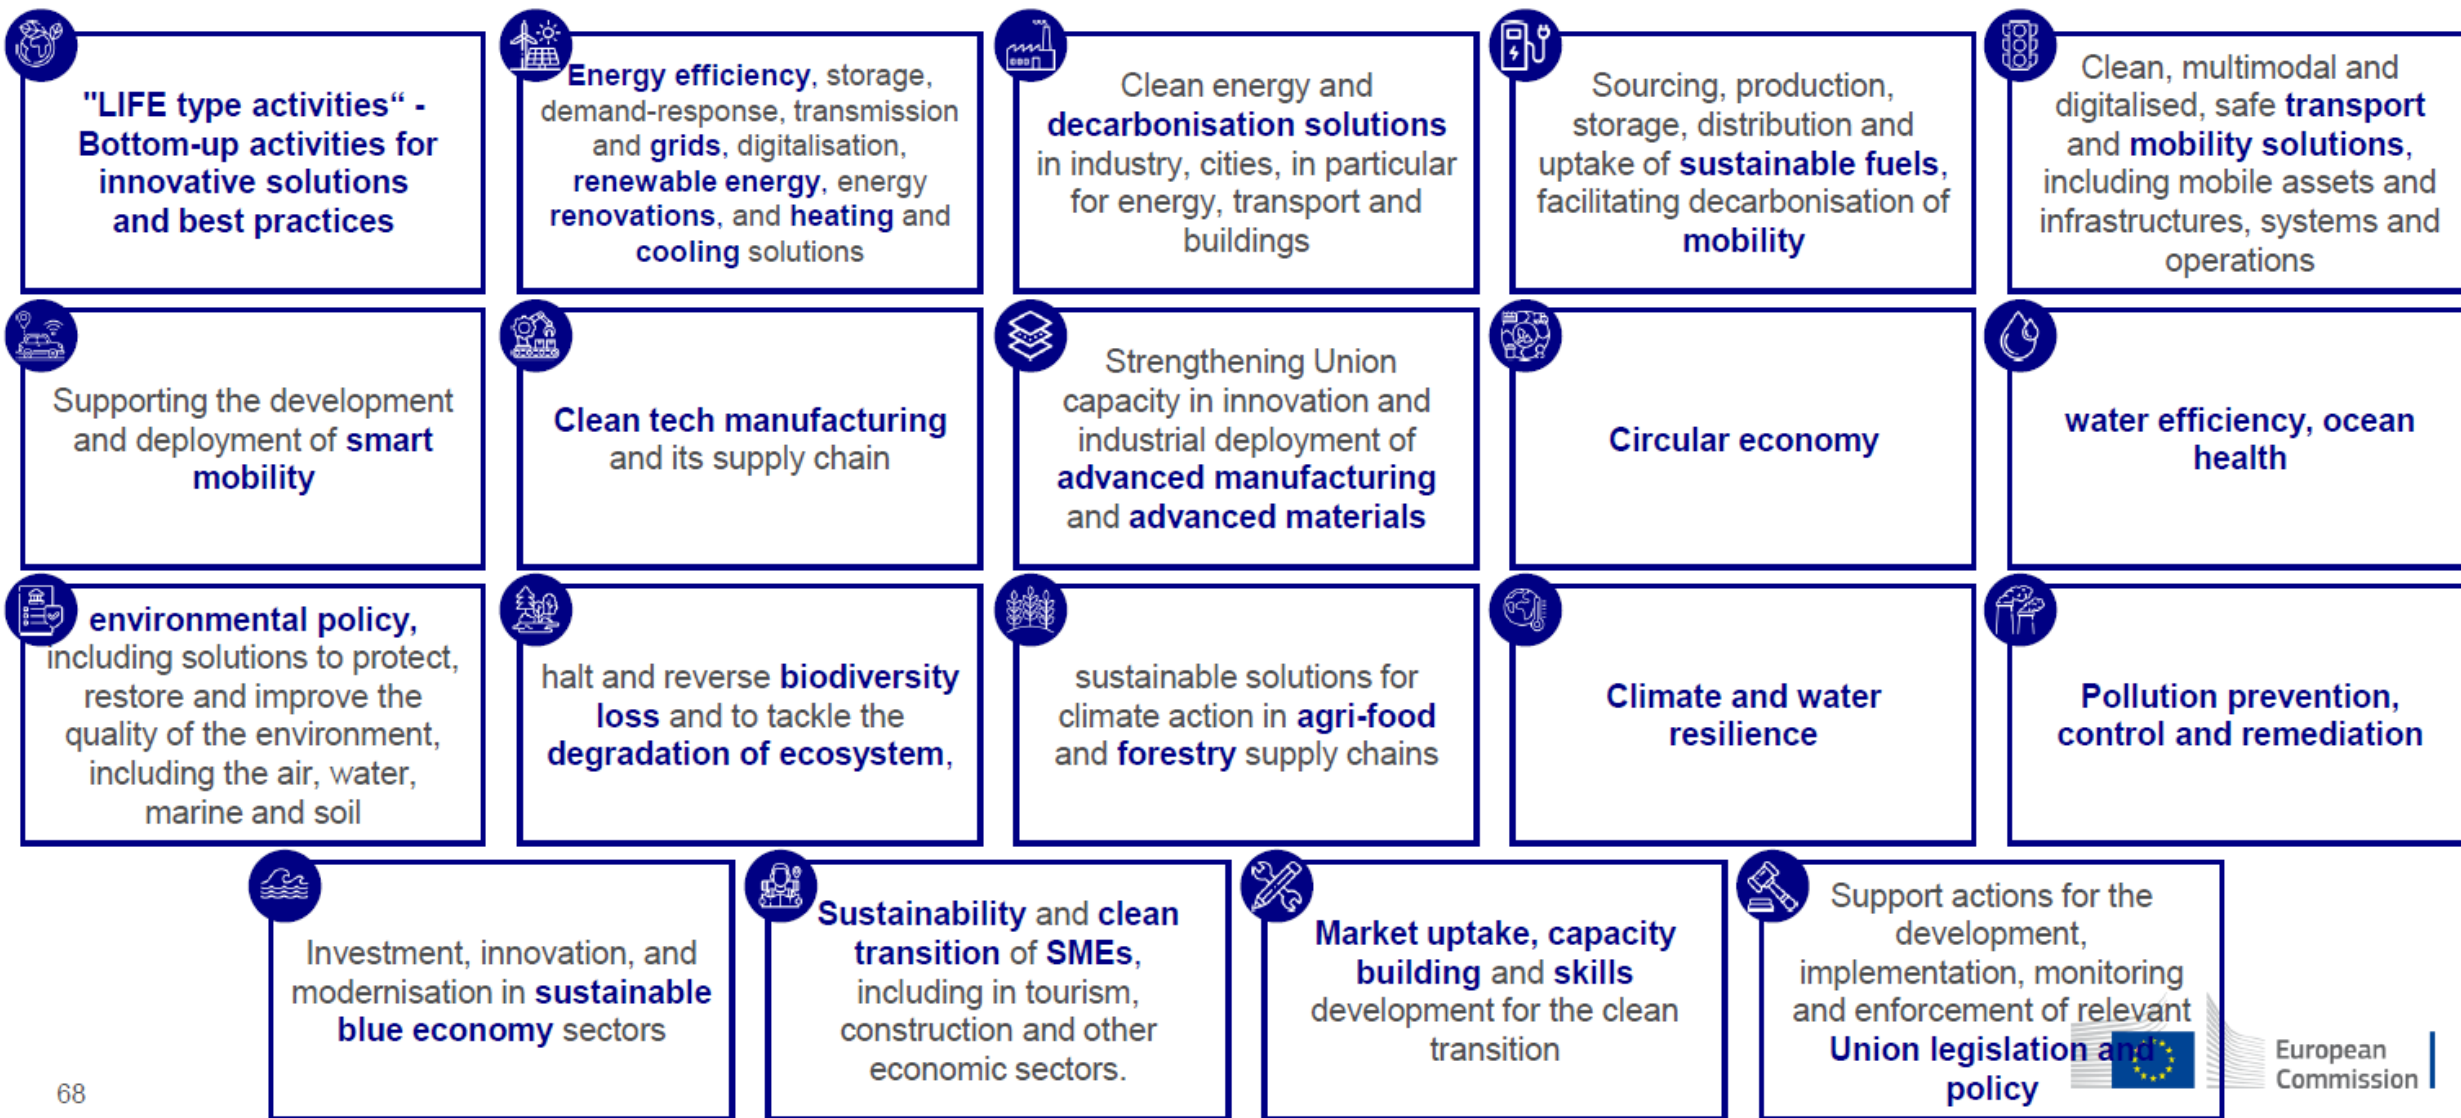 "LIFE type activities“ -
Bottom-up activities for
innovative solutions
and best practices
Energy efficiency, storage,
demand-response, transmission
and grids, digitalisation,
renewable energy, energy
renovations, and heating and
cooling solutions
Clean energy and
decarbonisation solutions
in industry, cities, in particular
for energy, transport and
buildings
Sourcing, production,
storage, distribution and
uptake of sustainable fuels,
facilitating decarbonisation of
mobility
Clean, multimodal and
digitalised, safe transport
and mobility solutions,
including mobile assets and
infrastructures, systems and
operations
Supporting the development
and deployment of smart
mobility
Clean tech manufacturing
and its supply chain
Strengthening Union
capacity in innovation and
industrial deployment of
advanced manufacturing
and advanced materials
Circular economy
water efficiency, ocean
health
environmental policy,
including solutions to protect,
restore and improve the
quality of the environment,
including the air, water,
marine and soil
halt and reverse biodiversity
loss and to tackle the
degradation of ecosystem,
sustainable solutions for
climate action in agri-food
and forestry supply chains
Climate and water
resilience
Pollution prevention,
control and remediation
Investment, innovation, and
modernisation in sustainable
blue economy sectors
Sustainability and clean
transition of SMEs,
including in tourism,
construction and other
economic sectors.
Market uptake, capacity
building and skills
development for the clean
transition
Support actions for the
development,
implementation, monitoring
and enforcement of relevant
Union legislation and
policy
68
European
Commission